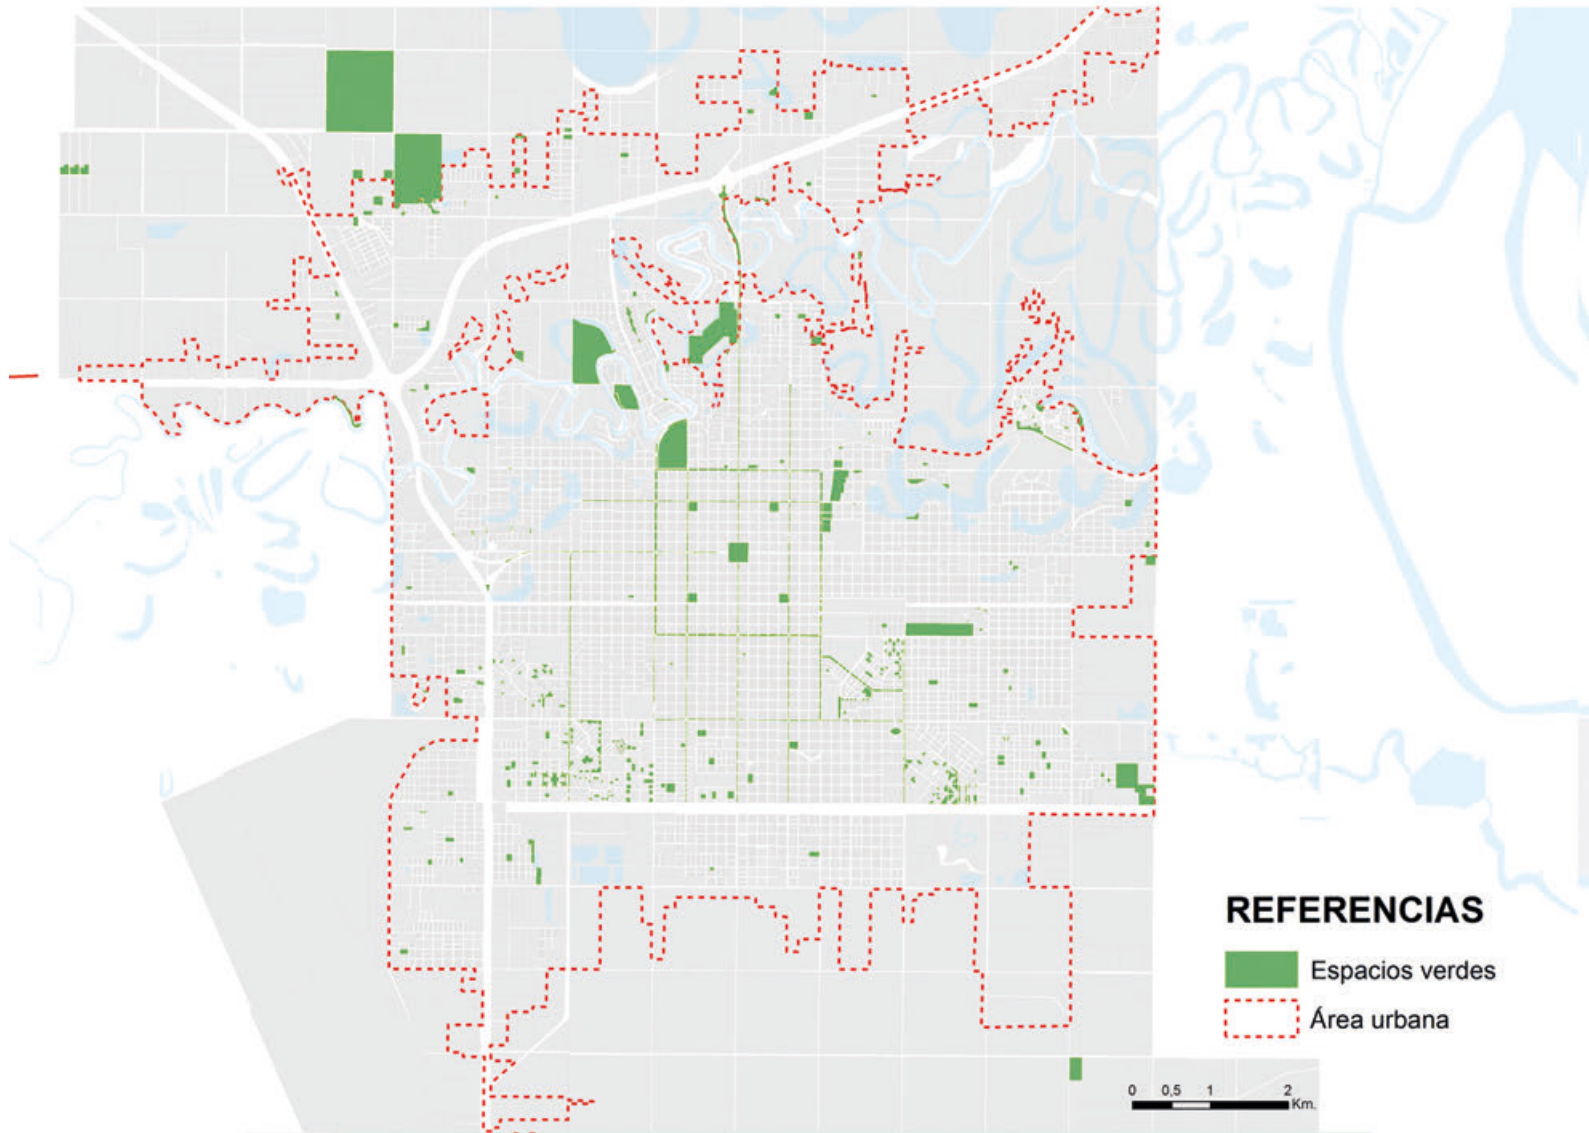 REFERENCIAS
Espacios verdes
Área urbana
0 0,5 1 2
Km.